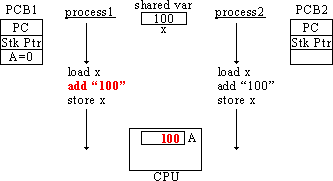 PCB1 process1 shared var process2 PCB2
PC 100 PC
Stk Ptr x Stk Ptr
A=0
load x load x
add “100” add “100”
store x store x
100 A
CPU